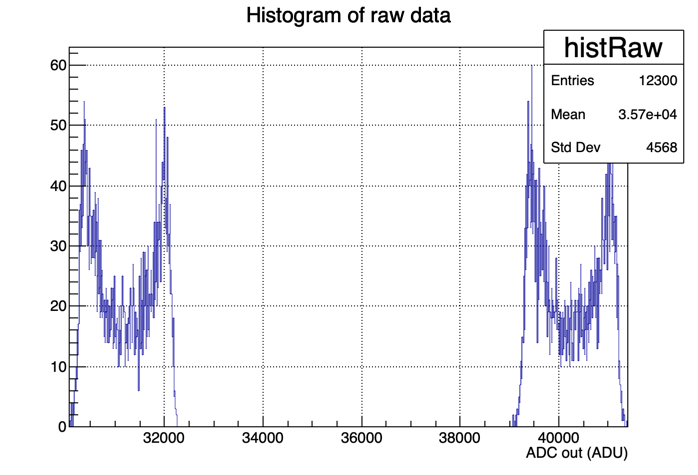 Histogram of raw data
histRaw
Entries 12300
Mean 3.57e+04
Std Dev 4568
60
50
40
30
20
10
0
32000 34000 36000 38000 40000
ADC out (ADU)